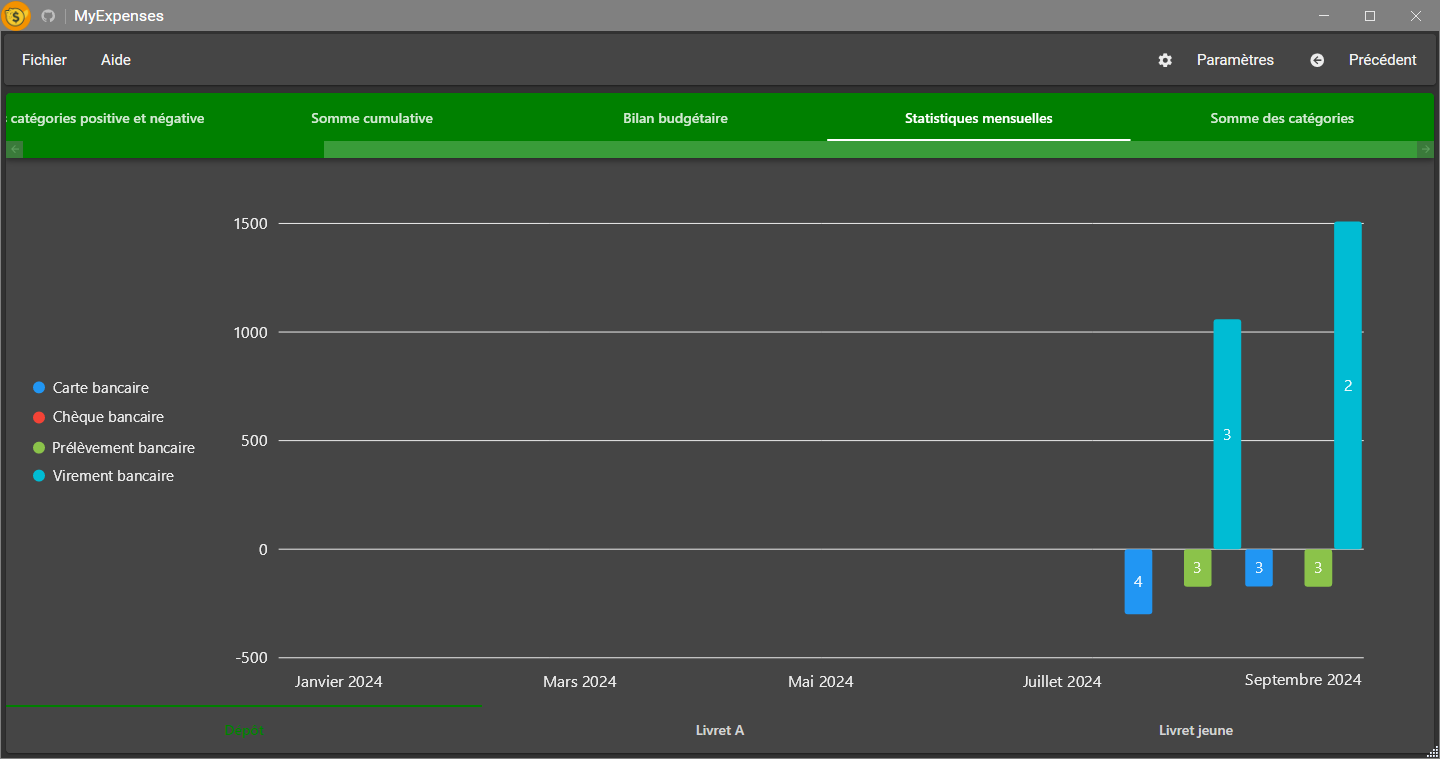 MyExpenses
Fichier Aide Paramètres Précédent
catégories positive et négative Somme cumulative Bilan budgétaire Statistiques mensuelles Somme des catégories
1500
1000
500
0
-500
Carte bancaire
Chèque bancaire
Prélèvement bancaire
Virement bancaire
4
3
3
3
3
2
Janvier 2024 Mars 2024 Mai 2024 Juillet 2024 Septembre 2024
Dûpôt Livret A Livret jeune